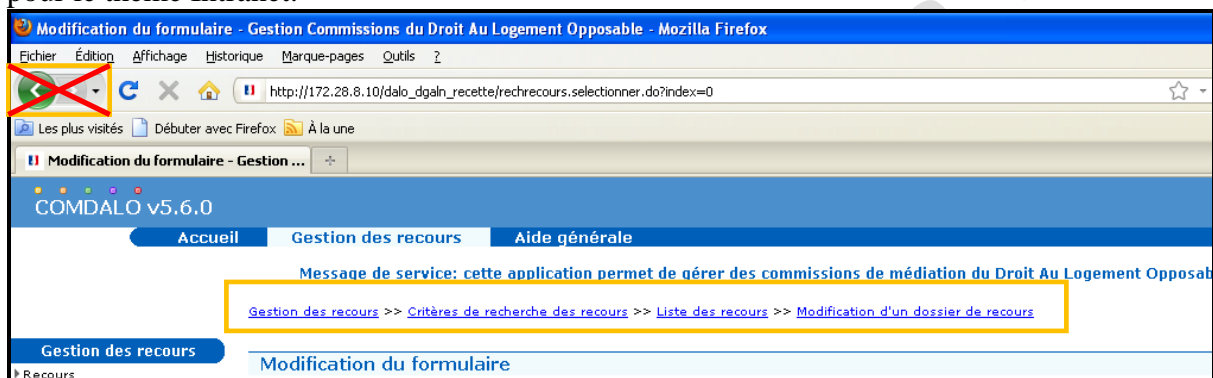 pour le thème Intranet.
Modification du formulaire - Gestion Commissions du Droit Au Logement Opposable - Mozilla Firefox
Fichier Édition Affichage Historique Marque-pages Outils ?
http://172.28.8.10/dalo_dgaln_recette/rechrecours.selectionner.do?index=0
Les plus visités Débuter avec Firefox À la une
Modification du formulaire - Gestion ...
COMDALO v5.6.0
Accueil Gestion des recours Aide générale
Message de service: cette application permet de gérer des commissions de médiation du Droit Au Logement Opposab
Gestion des recours >> Critères de recherche des recours >> Liste des recours >> Modification d'un dossier de recours
Gestion des recours
Modification du formulaire
Recours